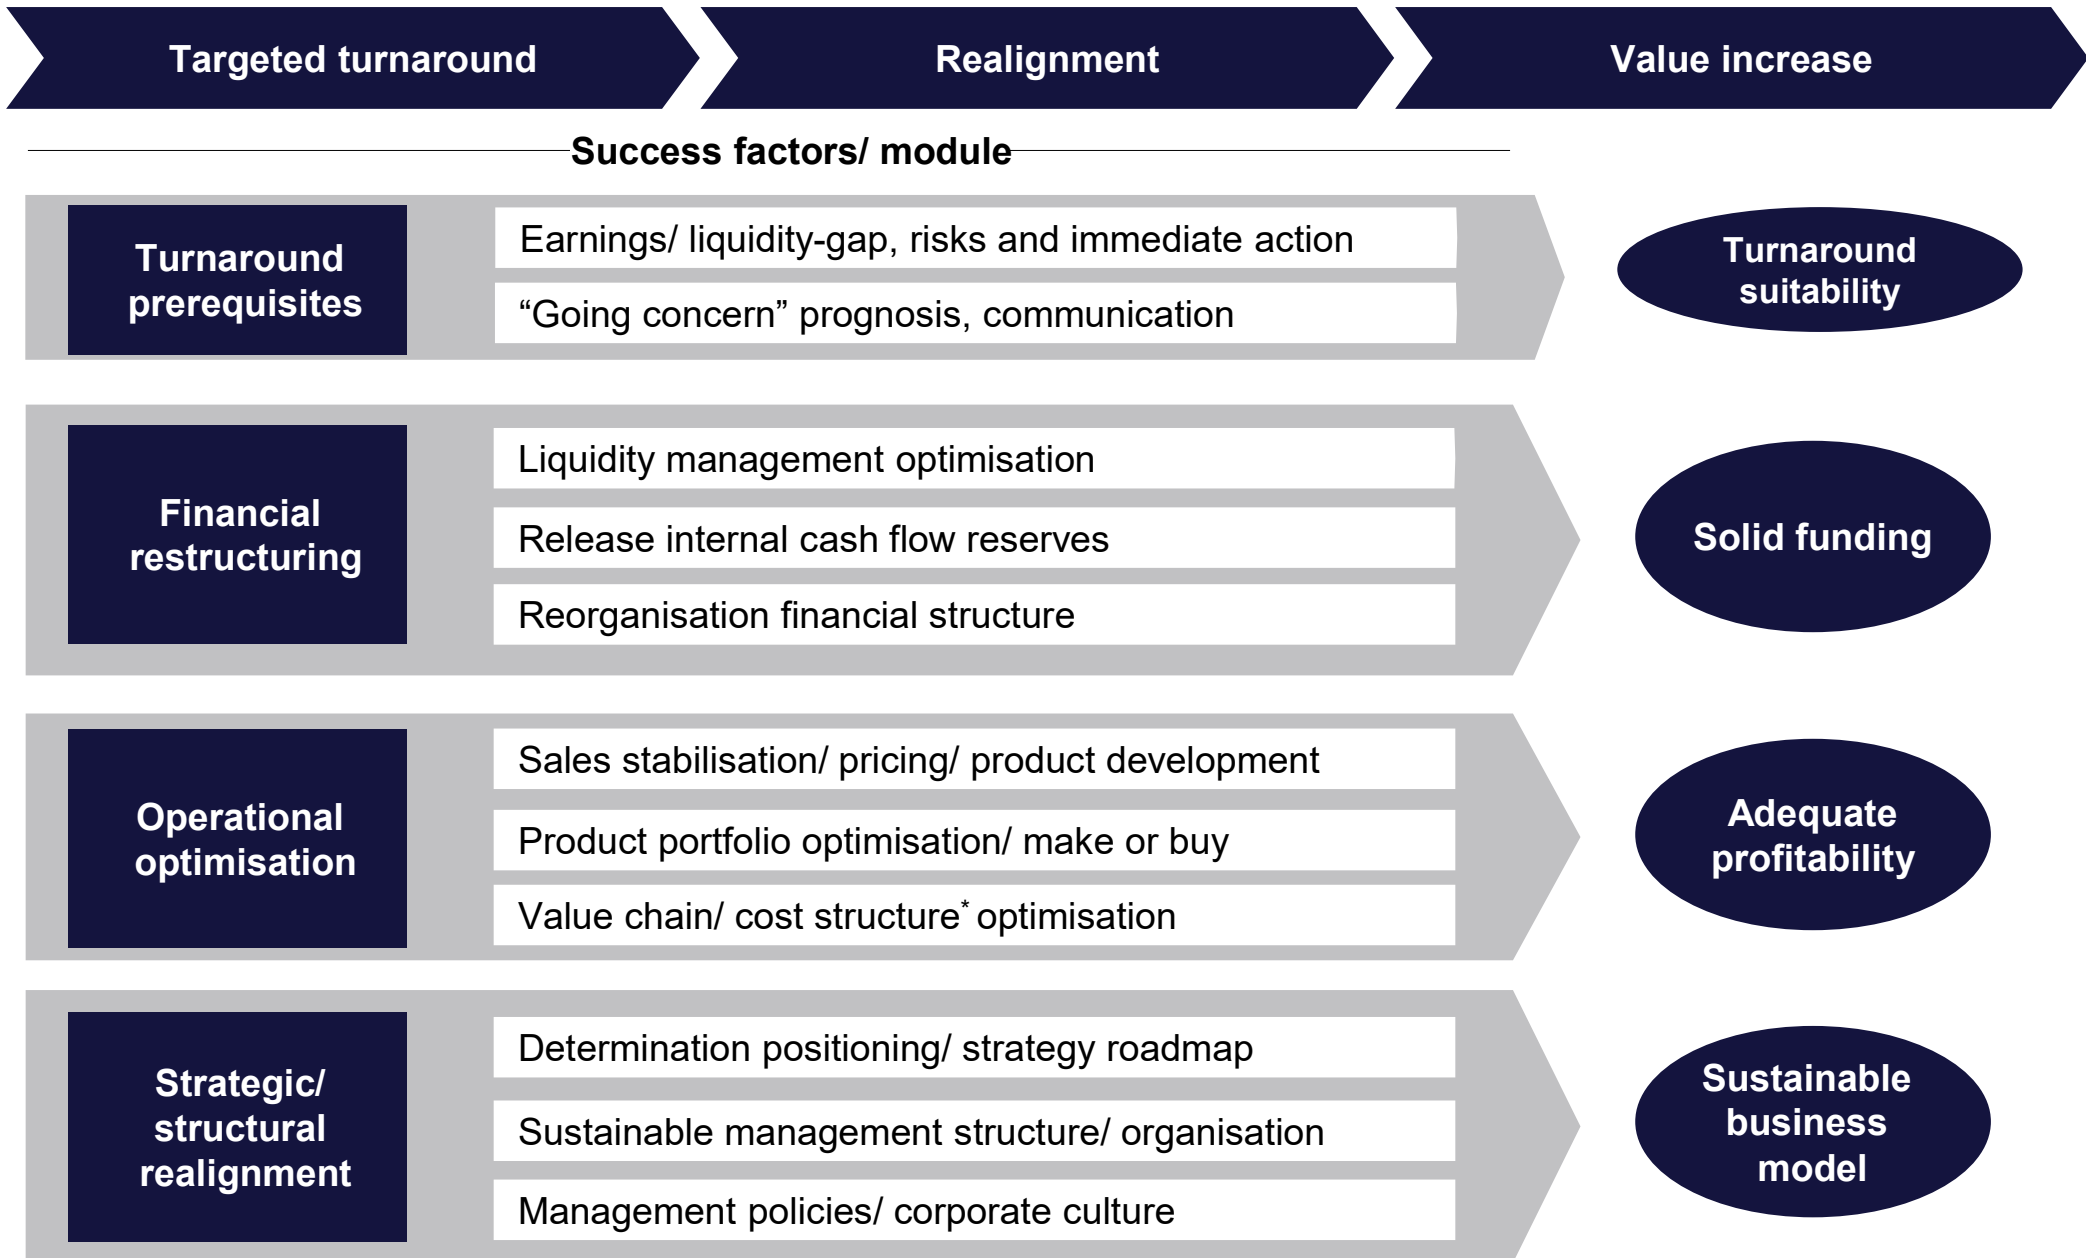 Targeted turnaround
Realignment
Value increase
Success factors/ module
Turnaround
prerequisites
Earnings/ liquidity-gap, risks and immediate action
“Going concern” prognosis, communication
Turnaround
suitability
Financial
restructuring
Liquidity management optimisation
Release internal cash flow reserves
Reorganisation financial structure
Solid funding
Operational
optimisation
Sales stabilisation/ pricing/ product development
Product portfolio optimisation/ make or buy
Value chain/ cost structure* optimisation
Adequate
profitability
Strategic/
structural
realignment
Determination positioning/ strategy roadmap
Sustainable management structure/ organisation
Management policies/ corporate culture
Sustainable
business
model